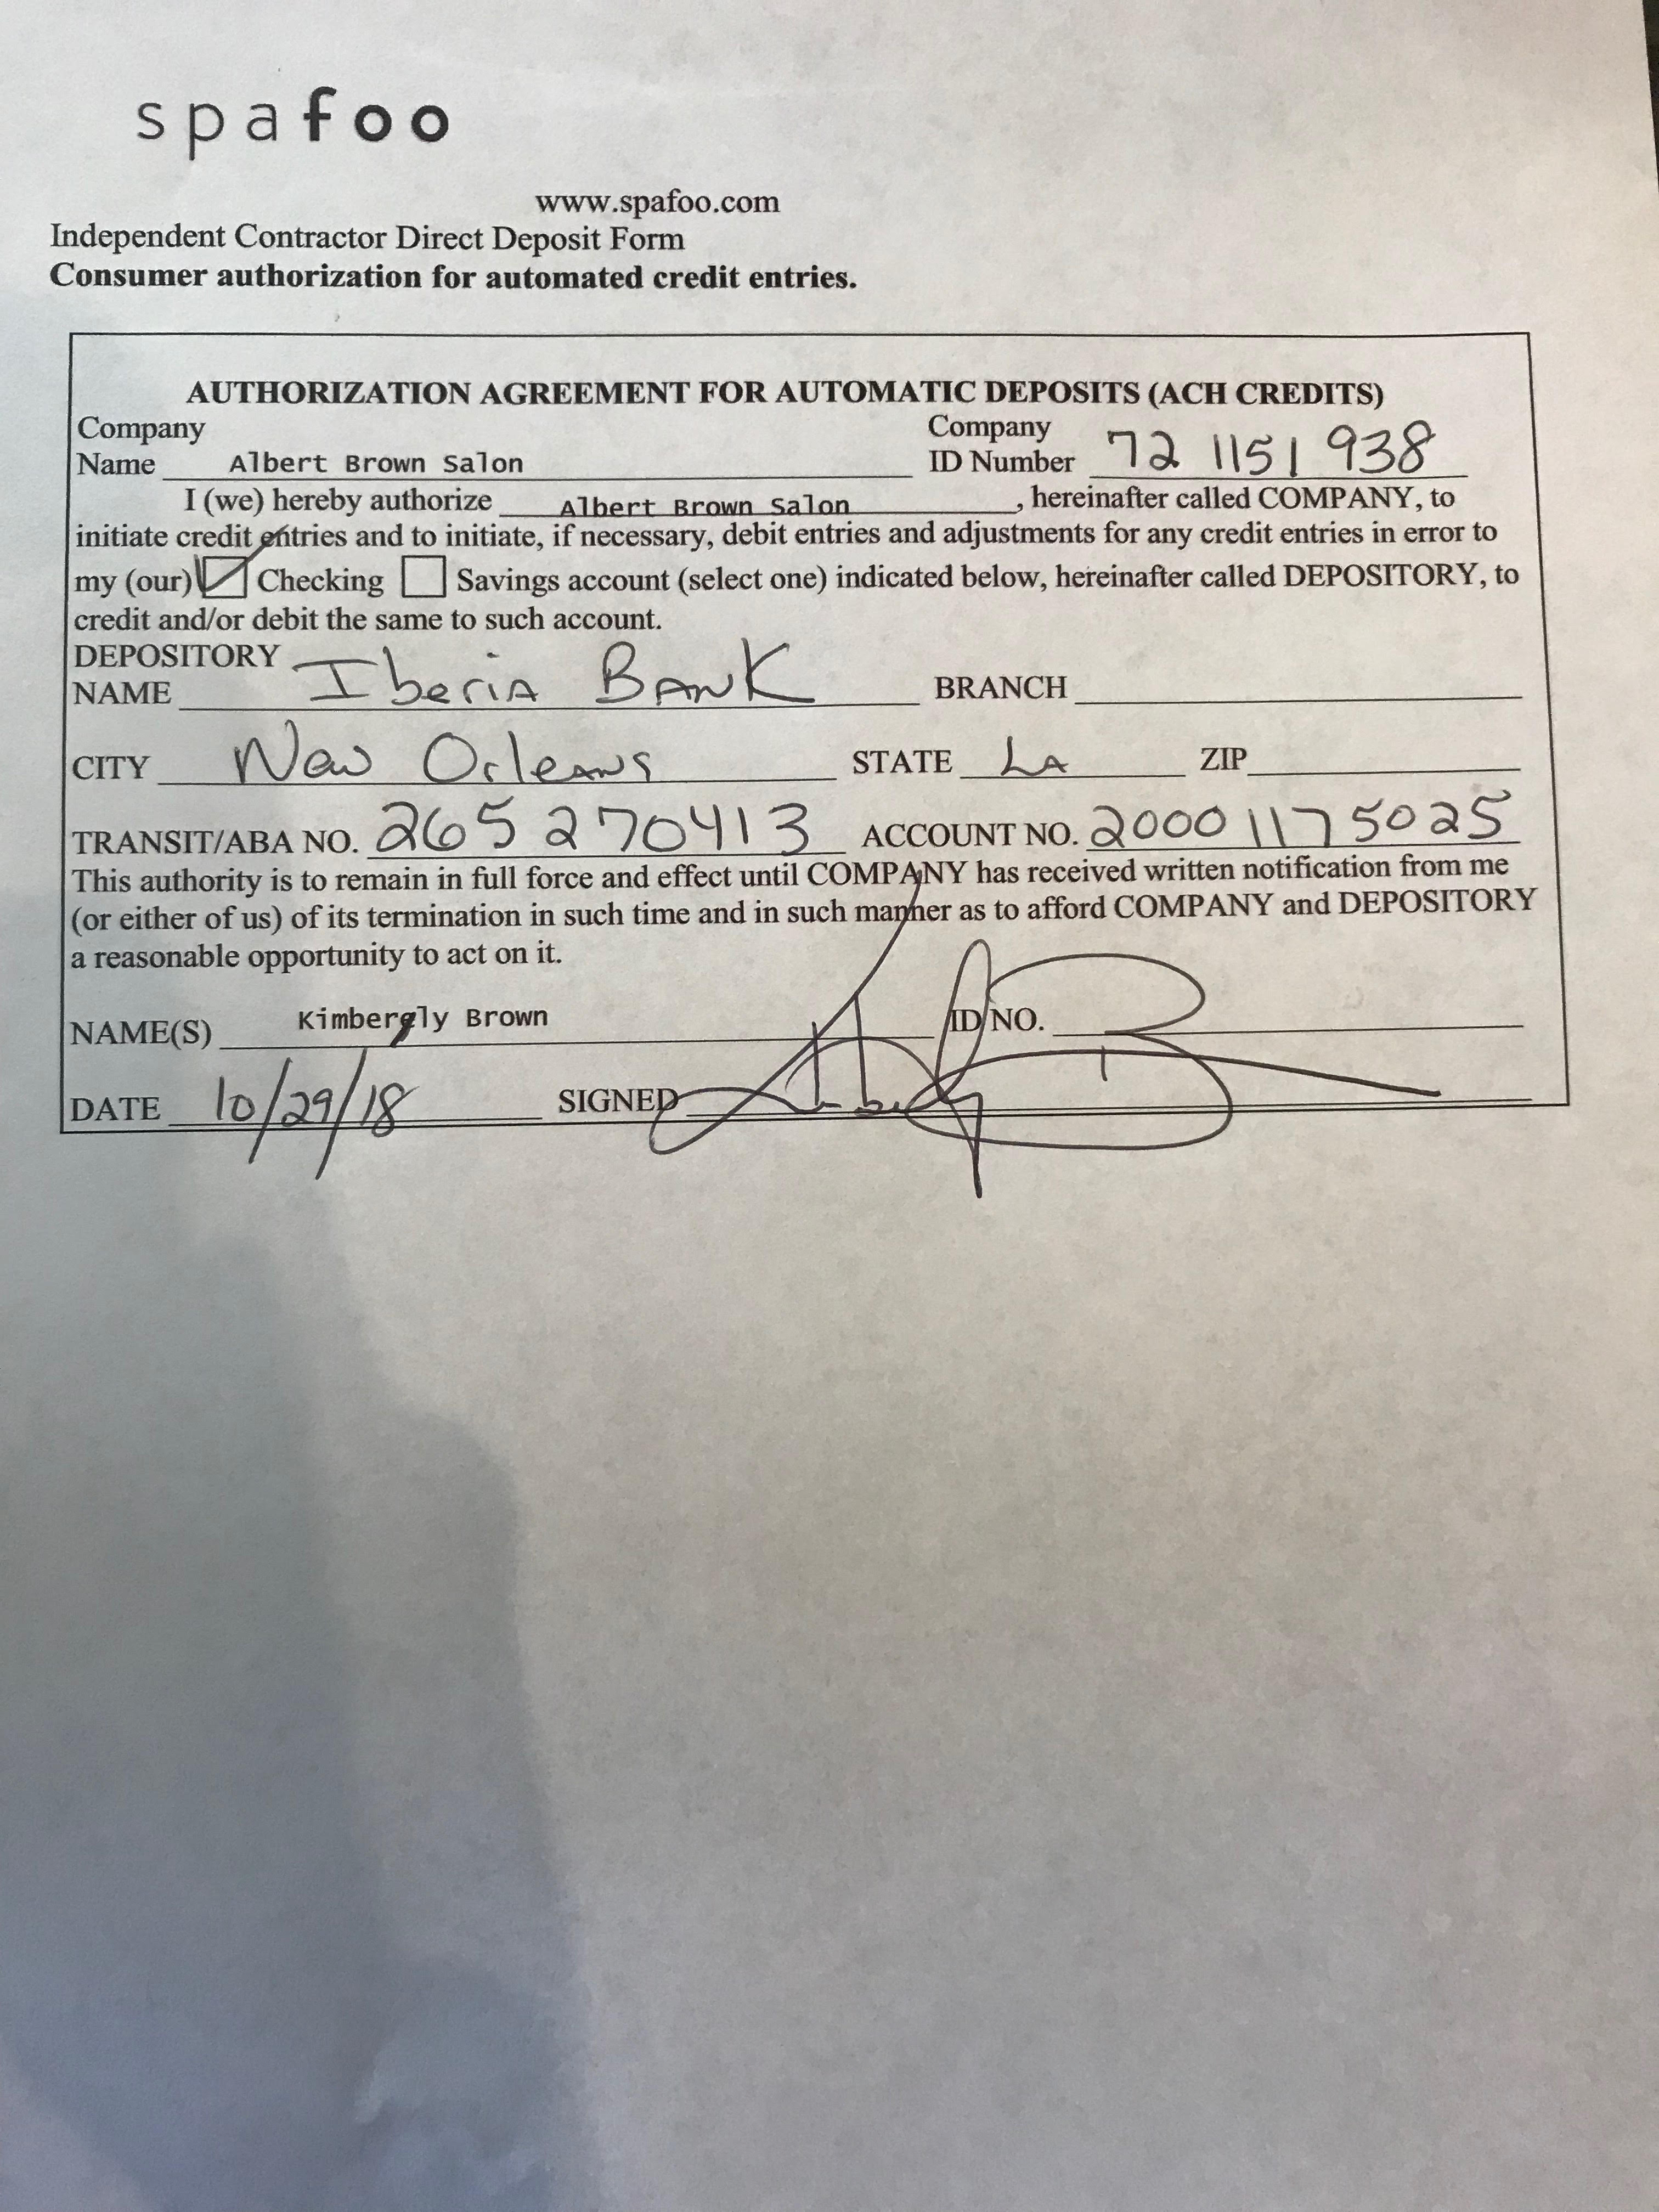 spafoo
www.spafoo.com
Independent Contractor Direct Deposit Form
Consumer authorization for automated credit entries.
AUTHORIZATION AGREEMENT FOR AUTOMATIC DEPOSITS (ACH CREDITS)
Company Name Albert Brown Salon Company ID Number 72 1151938
I (we) hereby authorize Albert Brown Salon, hereinafter called COMPANY, to
initiate credit entries and to initiate, if necessary, debit entries and adjustments for any credit entries in error to
my (our) Checking Savings account (select one) indicated below, hereinafter called DEPOSITORY, to
credit and/or debit the same to such account.
DEPOSITORY NAME Iberia Bank BRANCH
CITY New Orleans STATE LA ZIP
TRANSIT/ABA NO. 265270413 ACCOUNT NO. 20001175025
This authority is to remain in full force and effect until COMPANY has received written notification from me
(or either of us) of its termination in such time and in such manner as to afford COMPANY and DEPOSITORY
a reasonable opportunity to act on it.
NAME(S) Kimberly Brown ID NO.
DATE 10/29/18 SIGNED